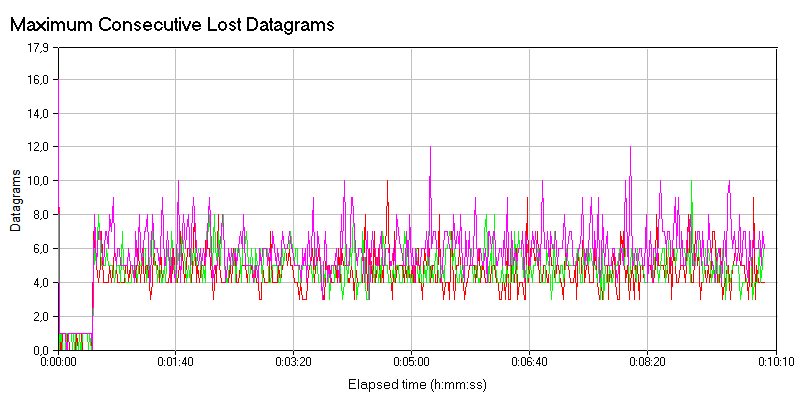 Maximum Consecutive Lost Datagrams
17,9
16,0
14,0
12,0
10,0
8,0
6,0
4,0
2,0
0,0
Datagrams
0:00:00 0:01:40 0:03:20 0:05:00 0:06:40 0:08:20 0:10:10
Elapsed time (h:mm:ss)